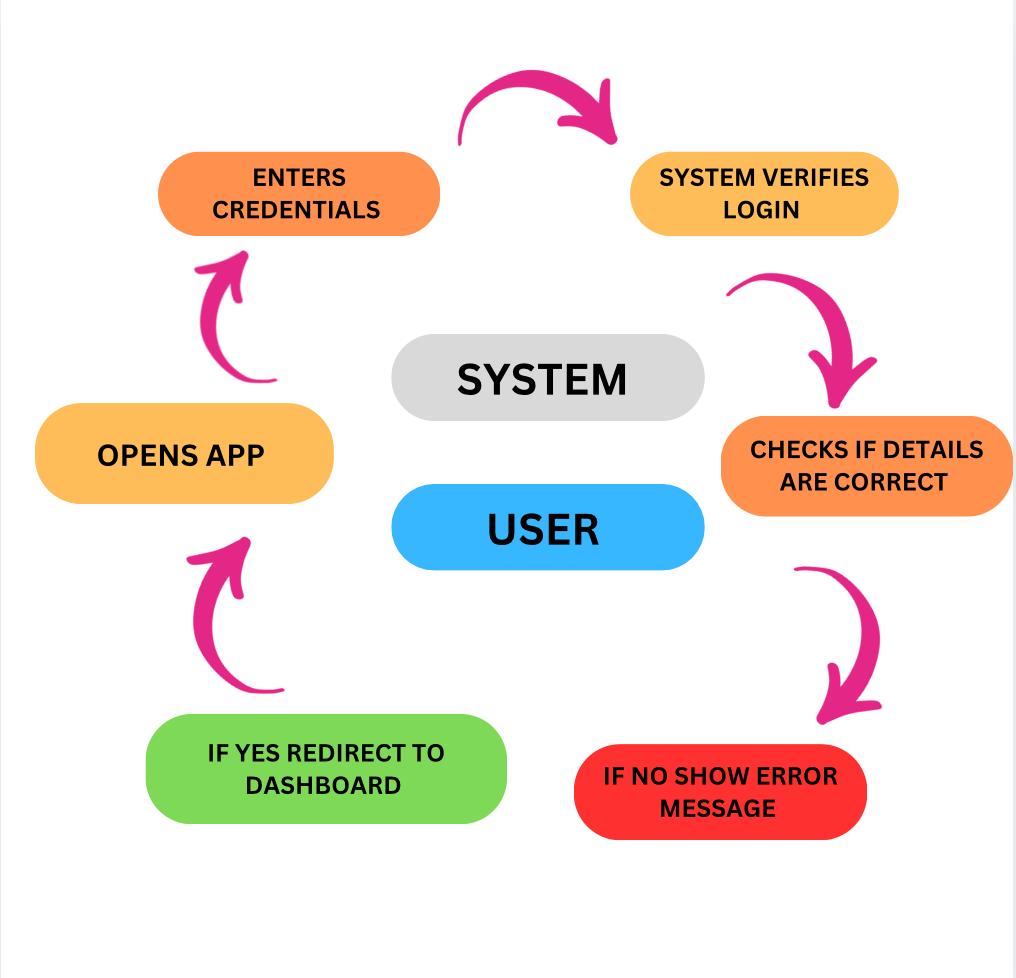 ENTERS
CREDENTIALS
SYSTEM VERIFIES
LOGIN
SYSTEM
OPENS APP
CHECKS IF DETAILS
ARE CORRECT
USER
IF YES REDIRECT TO
DASHBOARD
IF NO SHOW ERROR
MESSAGE